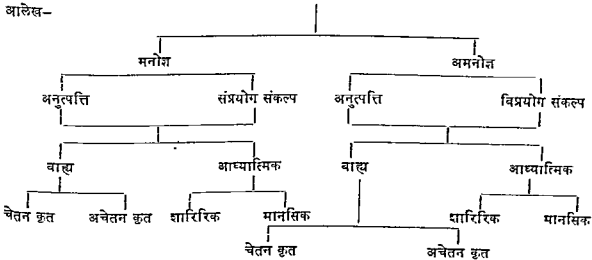 आलेख–
मनोज्ञ अमनोज्ञ
अनुत्पत्ति संप्रयोग संकल्प अनुत्पत्ति विप्रयोग संकल्प
वाह्य आध्यात्मिक वाह्य आध्यात्मिक
चेतन कृत अचेतन कृत शारिरिक मानसिक शारिरिक मानसिक
चेतन कृत अचेतन कृत